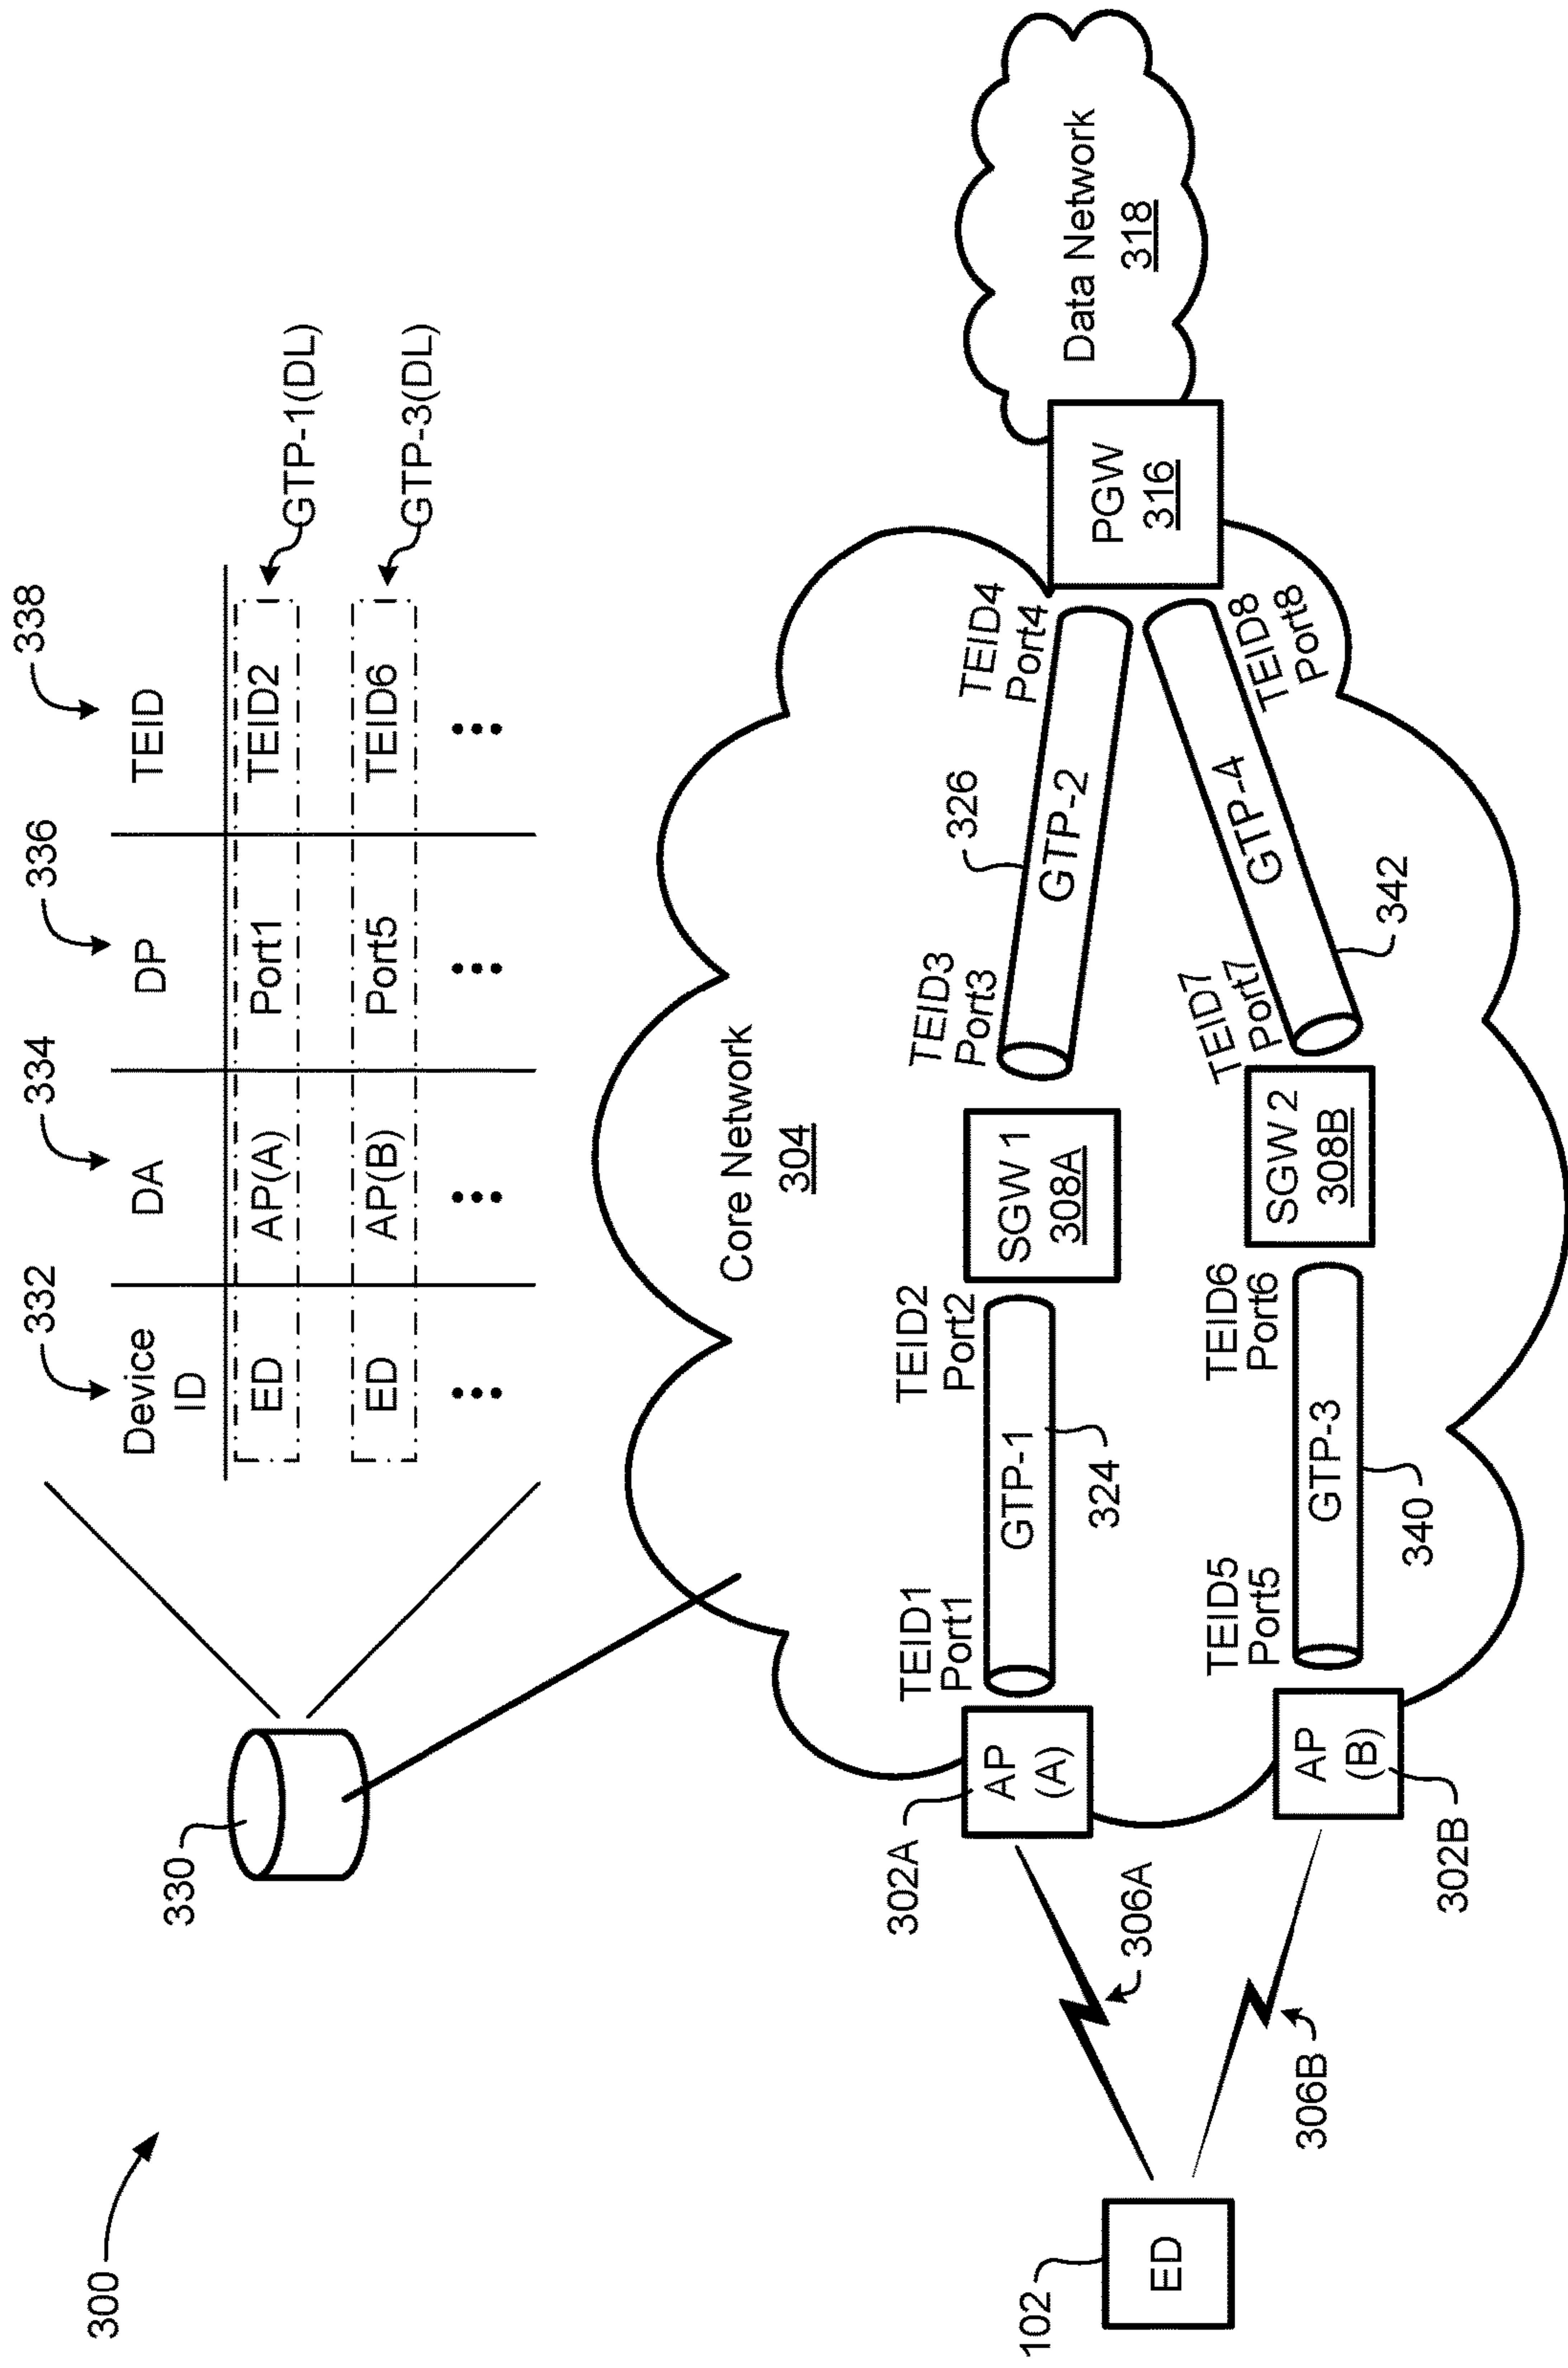 300
330
332
334
336
338
Device
ID
DA
DP
TEID
ED
AP(A)
Port1
TEID2
GTP-1(DL)
ED
AP(B)
Port5
TEID6
GTP-3(DL)
Core Network
304
Data Network
318
PGW
316
302A
AP
(A)
TEID1
Port1
GTP-1
324
TEID2
Port2
SGW 1
308A
TEID3
Port3
326
GTP-2
TEID4
Port4
102
ED
306A
306B
302B
AP
(B)
TEID5
Port5
GTP-3
340
TEID6
Port6
SGW 2
308B
TEID7
Port7
GTP-4
342
TEID8
Port8